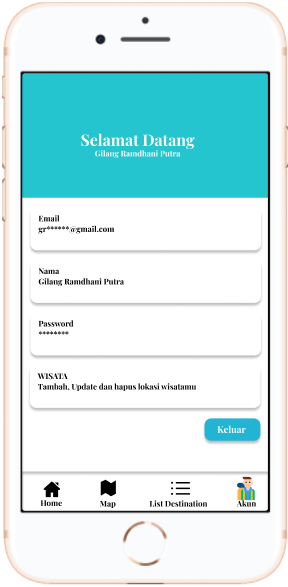 Selamat Datang
Gilang Ramdhani Putra
Email
gr******@gmail.com
Nama
Gilang Ramdhani Putra
Password
********
WISATA
Tambah, Update dan hapus lokasi wisatamu
Keluar
Home
Map
List Destination
Akun